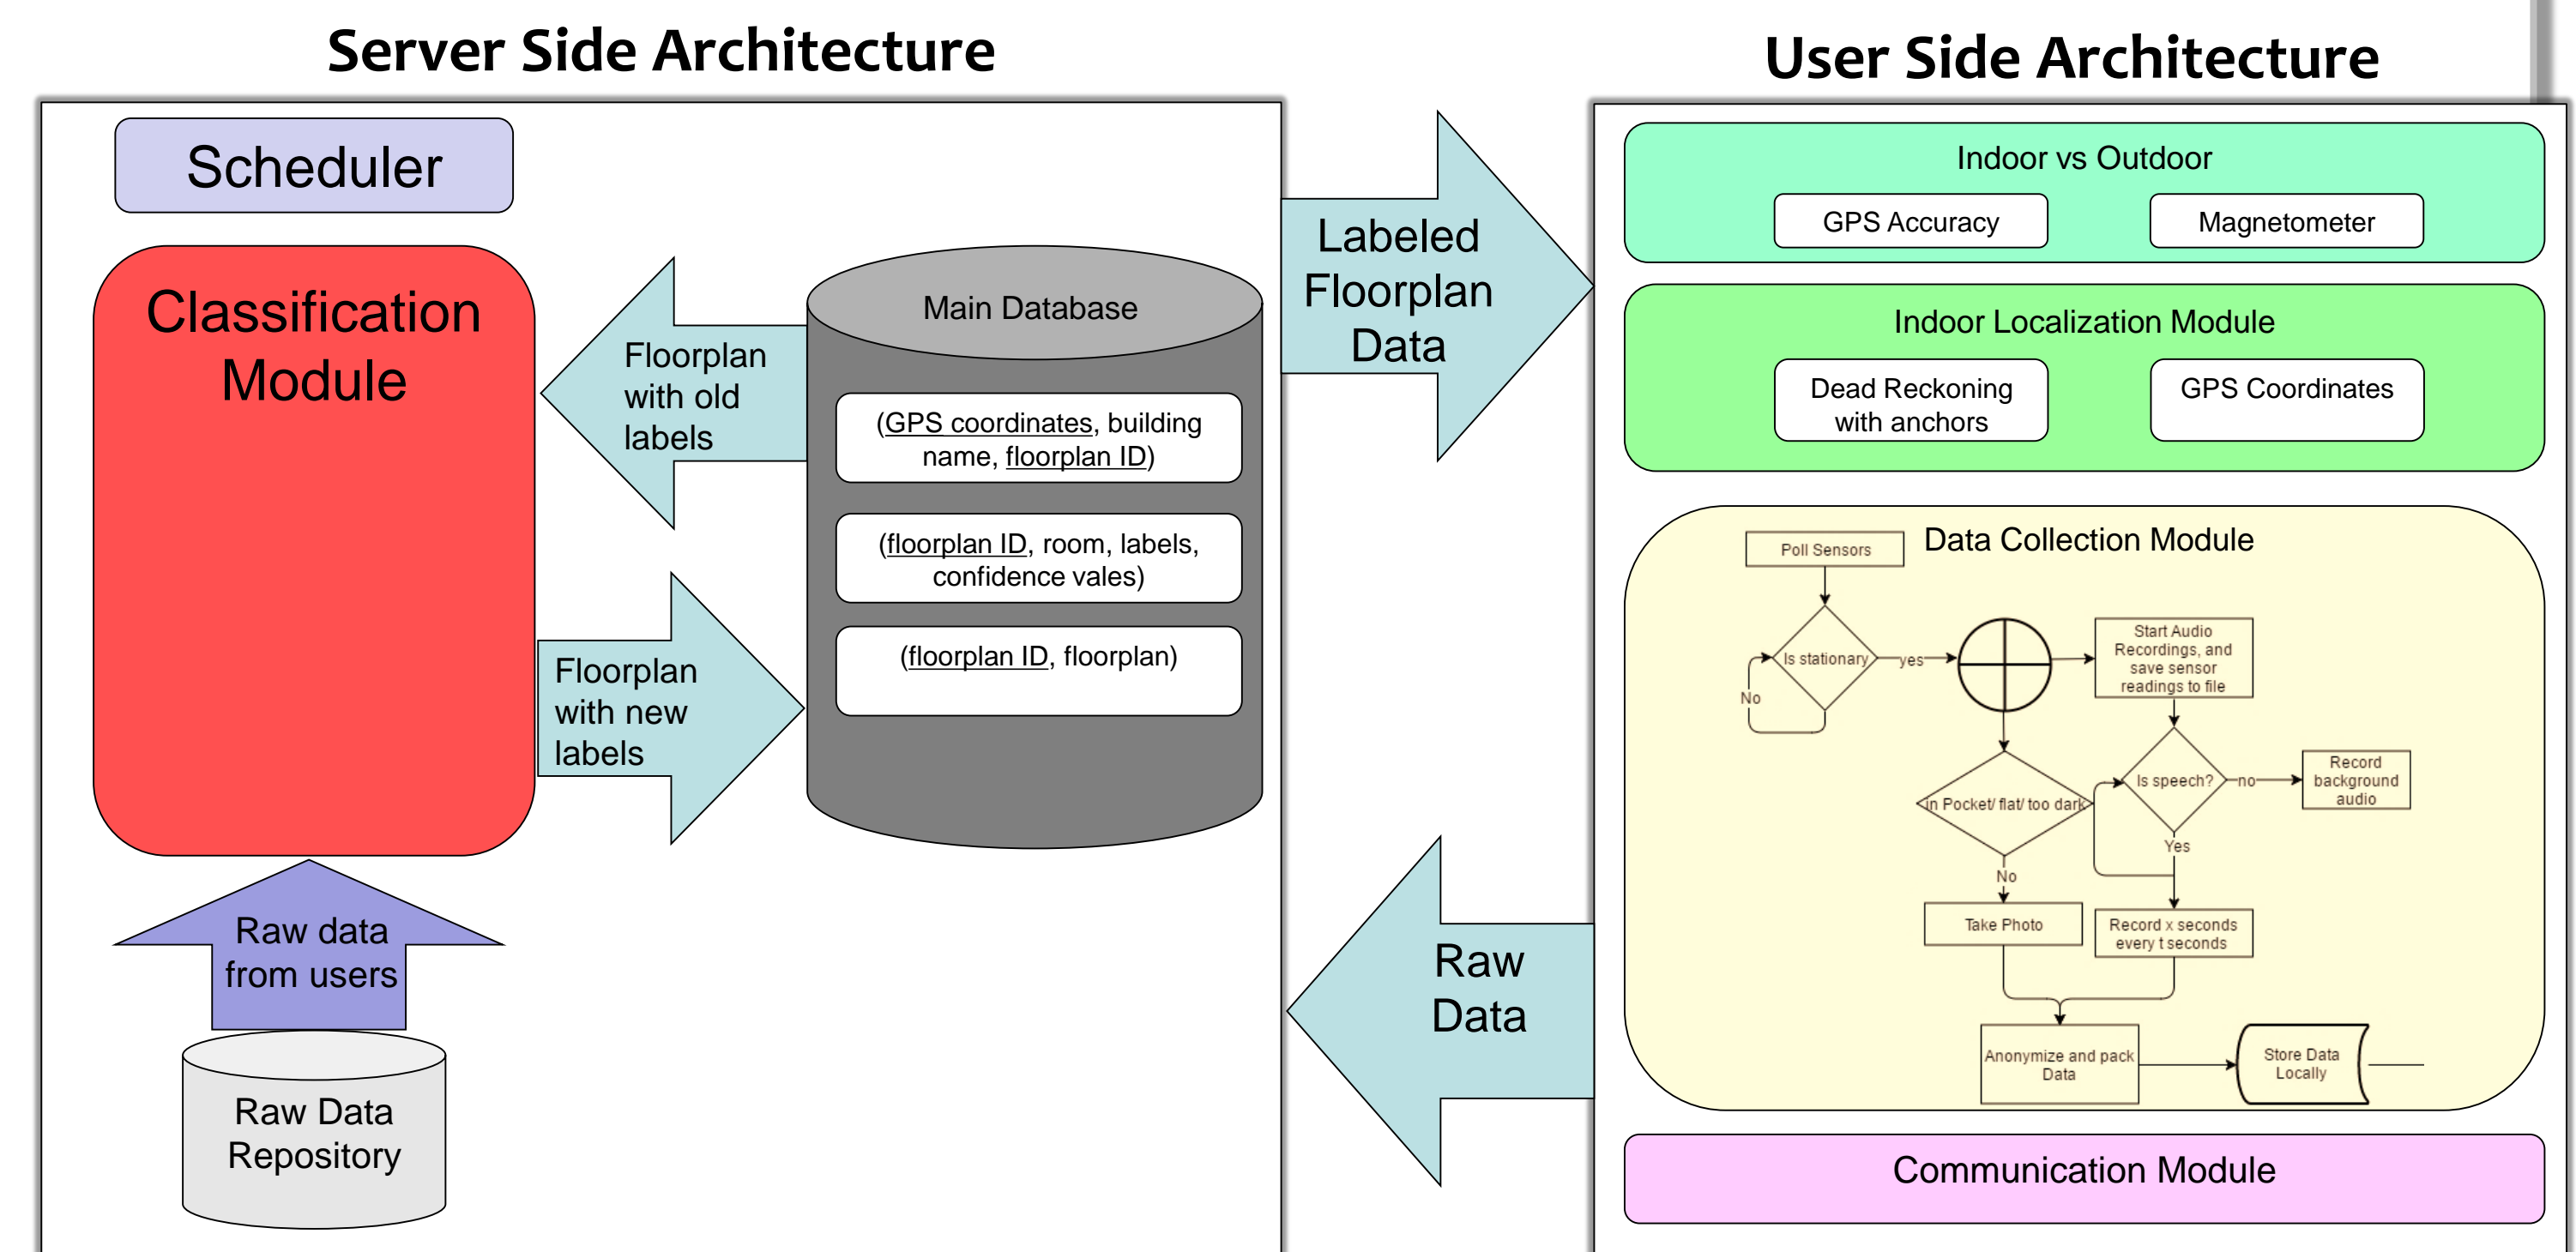 Server Side Architecture
User Side Architecture
Scheduler
Classification
Module
Floorplan
with old
labels
Floorplan
with new
labels
Main Database
(GPS coordinates, building
name, floorplan ID)
(floorplan ID, room, labels,
confidence vales)
(floorplan ID, floorplan)
Raw data
from users
Raw Data
Repository
Labeled
Floorplan
Data
Raw
Data
Indoor vs Outdoor
GPS Accuracy
Magnetometer
Indoor Localization Module
Dead Reckoning
with anchors
GPS Coordinates
Data Collection Module
Poll Sensors
Is stationary
yes
No
Start Audio
Recordings, and
save sensor
readings to file
in Pocket/ flat/ too dark
Is speech?
no
Record
background
audio
Yes
No
Take Photo
Record x seconds
every t seconds
Anonymize and pack
Data
Store Data
Locally
Communication Module